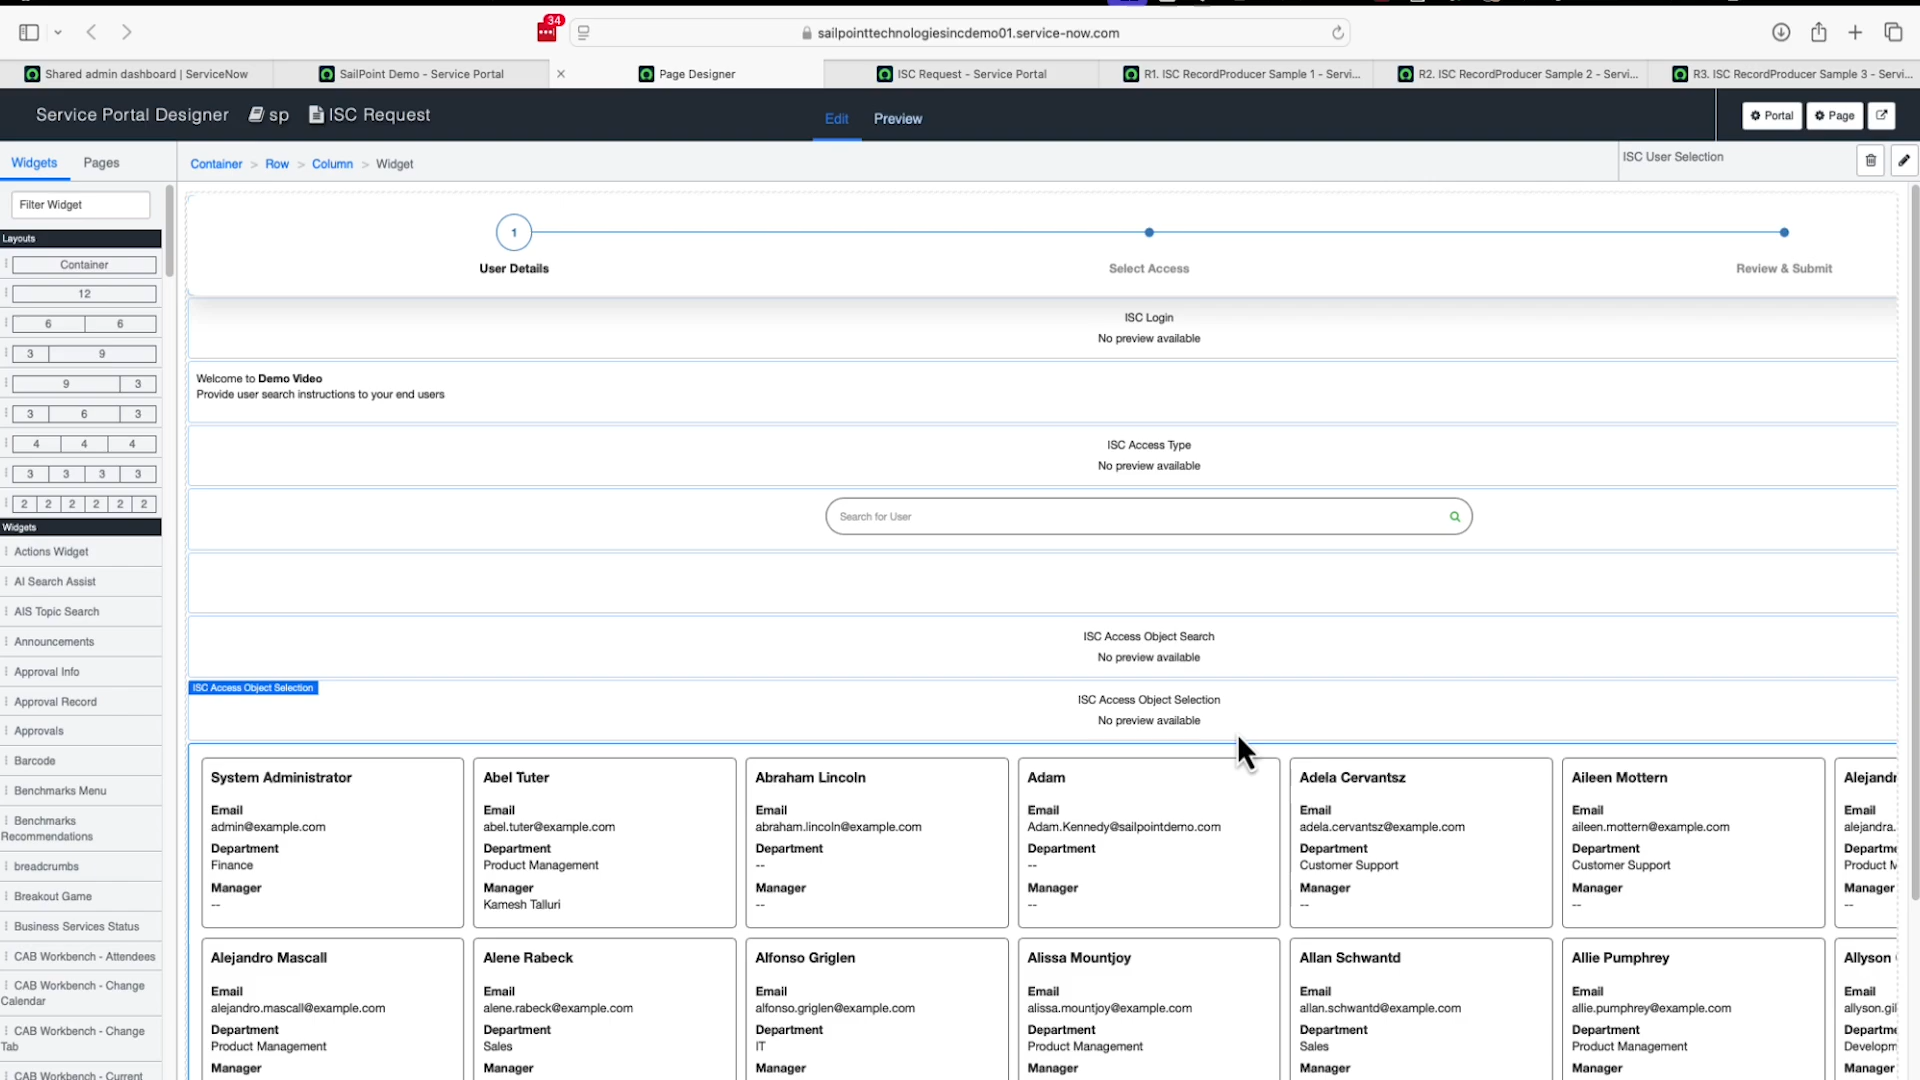 34
sailpointtechnologiesincdemo01.service-now.com
Shared admin dashboard | ServiceNow
SailPoint Demo - Service Portal
Page Designer
ISC Request - Service Portal
R1. ISC RecordProducer Sample 1 - Servi...
R2. ISC RecordProducer Sample 2 - Servi...
R3. ISC RecordProducer Sample 3 - Servi...
Service Portal Designer
sp
ISC Request
Edit
Preview
Portal
Page
Widgets
Pages
Container > Row > Column > Widget
ISC User Selection
Filter Widget
Layouts
Container
12
6 6
3 9
9 3
3 6 3
4 4 4
3 3 3 3
2 2 2 2 2 2
Widgets
Actions Widget
AI Search Assist
AIS Topic Search
Announcements
Approval Info
Approval Record
Approvals
Barcode
Benchmarks Menu
Benchmarks
Recommendations
breadcrumbs
Breakout Game
Business Services Status
CAB Workbench - Attendees
CAB Workbench - Change
Calendar
CAB Workbench - Change
Tab
CAB Workbench - Current
1
User Details
Select Access
Review & Submit
ISC Login
No preview available
Welcome to Demo Video
Provide user search instructions to your end users
ISC Access Type
No preview available
Search for User
ISC Access Object Search
No preview available
ISC Access Object Selection
ISC Access Object Selection
No preview available
System Administrator
Email
admin@example.com
Department
Finance
Manager
--
Abel Tuter
Email
abel.tuter@example.com
Department
Product Management
Manager
Kamesh Talluri
Abraham Lincoln
Email
abraham.lincoln@example.com
Department
--
Manager
--
Adam
Email
Adam.Kennedy@sailpointdemo.com
Department
--
Manager
--
Adela Cervantsz
Email
adela.cervantsz@example.com
Department
Customer Support
Manager
--
Aileen Mottern
Email
aileen.mottern@example.com
Department
Customer Support
Manager
--
Alejandr
Email
alejandra.
Departme
Product M
Manager
--
Alejandro Mascall
Email
alejandro.mascall@example.com
Department
Product Management
Manager
Alene Rabeck
Email
alene.rabeck@example.com
Department
Sales
Manager
Alfonso Griglen
Email
alfonso.griglen@example.com
Department
IT
Manager
Alissa Mountjoy
Email
alissa.mountjoy@example.com
Department
Product Management
Manager
Allan Schwantd
Email
allan.schwantd@example.com
Department
Sales
Manager
Allie Pumphrey
Email
allie.pumphrey@example.com
Department
Product Management
Manager
Allyson
Email
allyson.gil
Departme
Developm
Manager